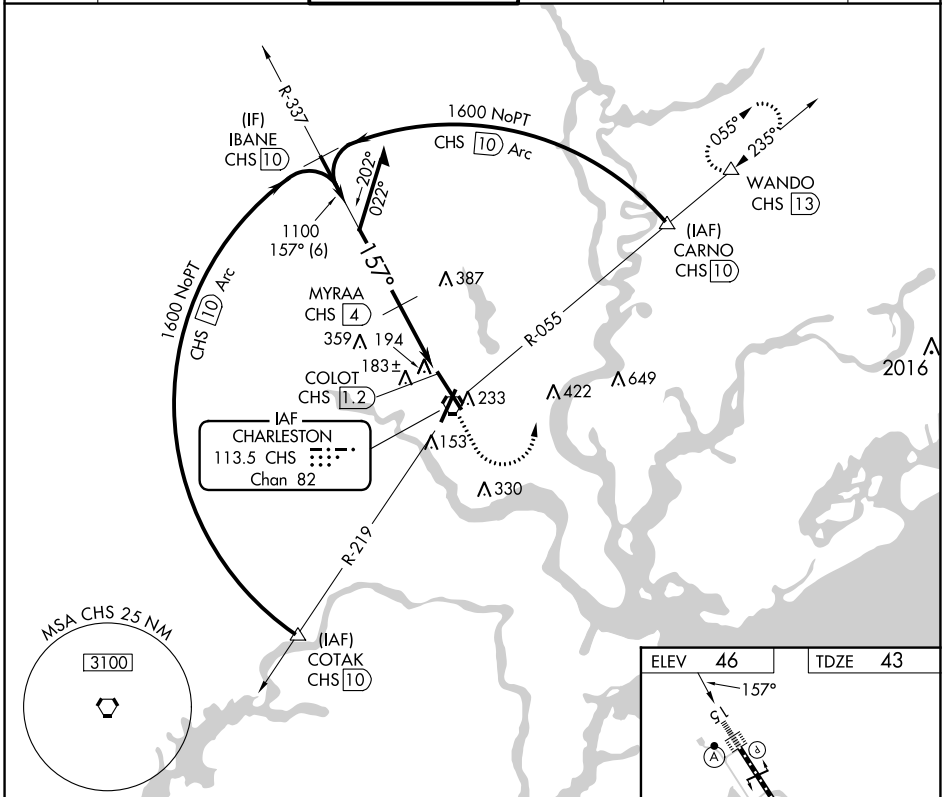 R-337
(IF)
IBANE
CHS 10
1600 NoPT
CHS 10 Arc
055°
235°
WANDO
CHS 13
202°
022°
1100
157° (6)
157°
(IAF)
CARNO
CHS 10
1600 NoPT
CHS 10 Arc
MYRAA
CHS 4
387
R-055
359
194
183±
2016
COLOT
CHS 1.2
233
422
649
IAF
CHARLESTON
113.5 CHS
Chan 82
153
330
R-219
MSA CHS 25 NM
3100
(IAF)
COTAK
CHS 10
ELEV 46
TDZE 43
157°
15
A
P